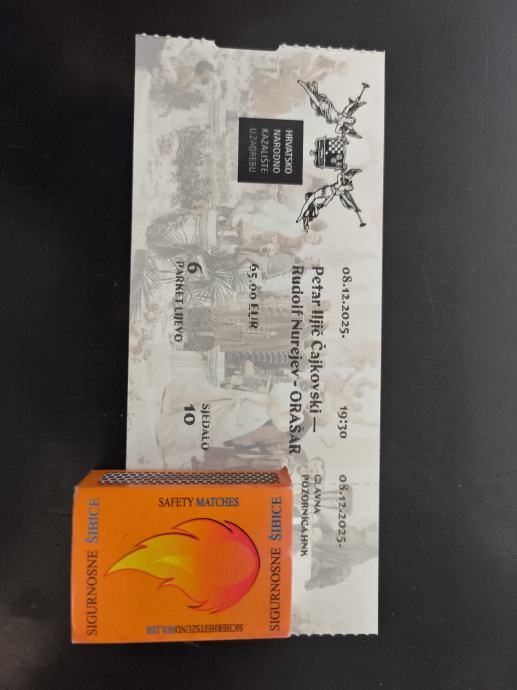 HRVATSKO
NARODNO
KAZALIŠTE
U ZAGREBU
08.12.2025. 19:30 08.12.2025.
Petar Iljič Čajkovski —
Rudolf Nurejev - ORAŠAR
GLAVNA
POZORNICA HNK
65,00 EUR
6
PARKET LIJEVO
SJEDALO
10
SAFETY MATCHES
SIGURNOSNE ŠIBICE
SIGURNOSNE ŠIBICE
SICHERHEITSZUNDHOLZER